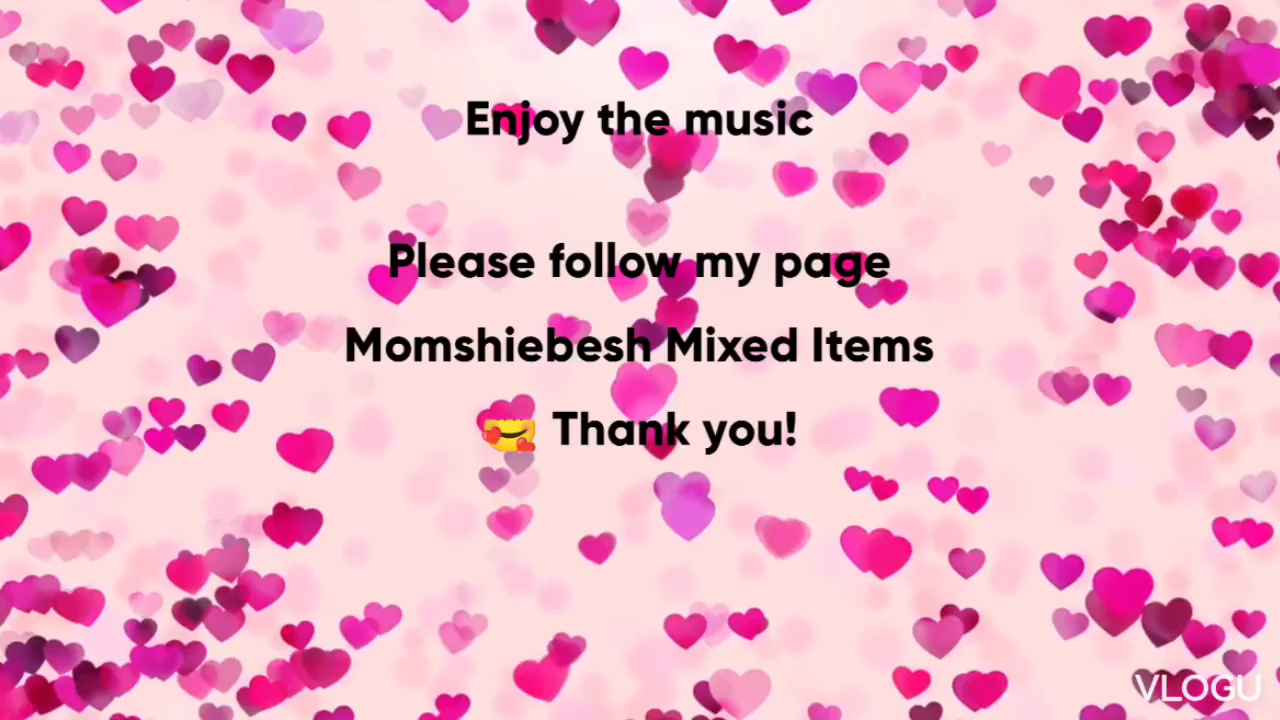 Enjoy the music
Please follow my page
Momshiebesh Mixed Items
🥰 Thank you!
VLOGU